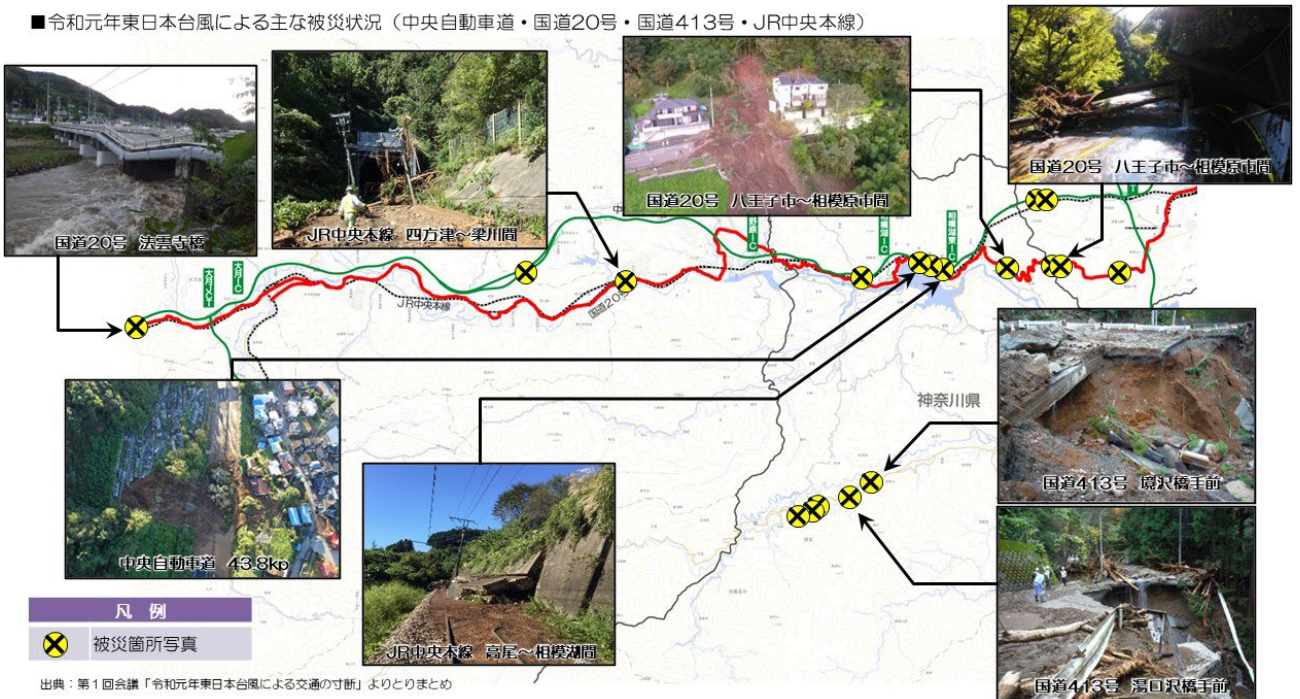 ■令和元年東日本台風による主な被災状況（中央自動車道・国道20号・国道413号・JR中央本線）
国道20号 法雲寺橋
JR中央本線 四方津～梁川間
国道20号 八王子市～相模原市間
国道20号 八王子市～相模原市間
大月JCT
大月IC
相模湖IC
相模湖東IC
JR中央本線
国道20号
中央自動車道 43.8kp
JR中央本線 高尾～相模湖間
神奈川県
国道413号 境沢橋手前
国道413号 湯口沢橋手前
凡 例
被災箇所写真
出典：第1回会議「令和元年東日本台風による交通の寸断」よりとりまとめ